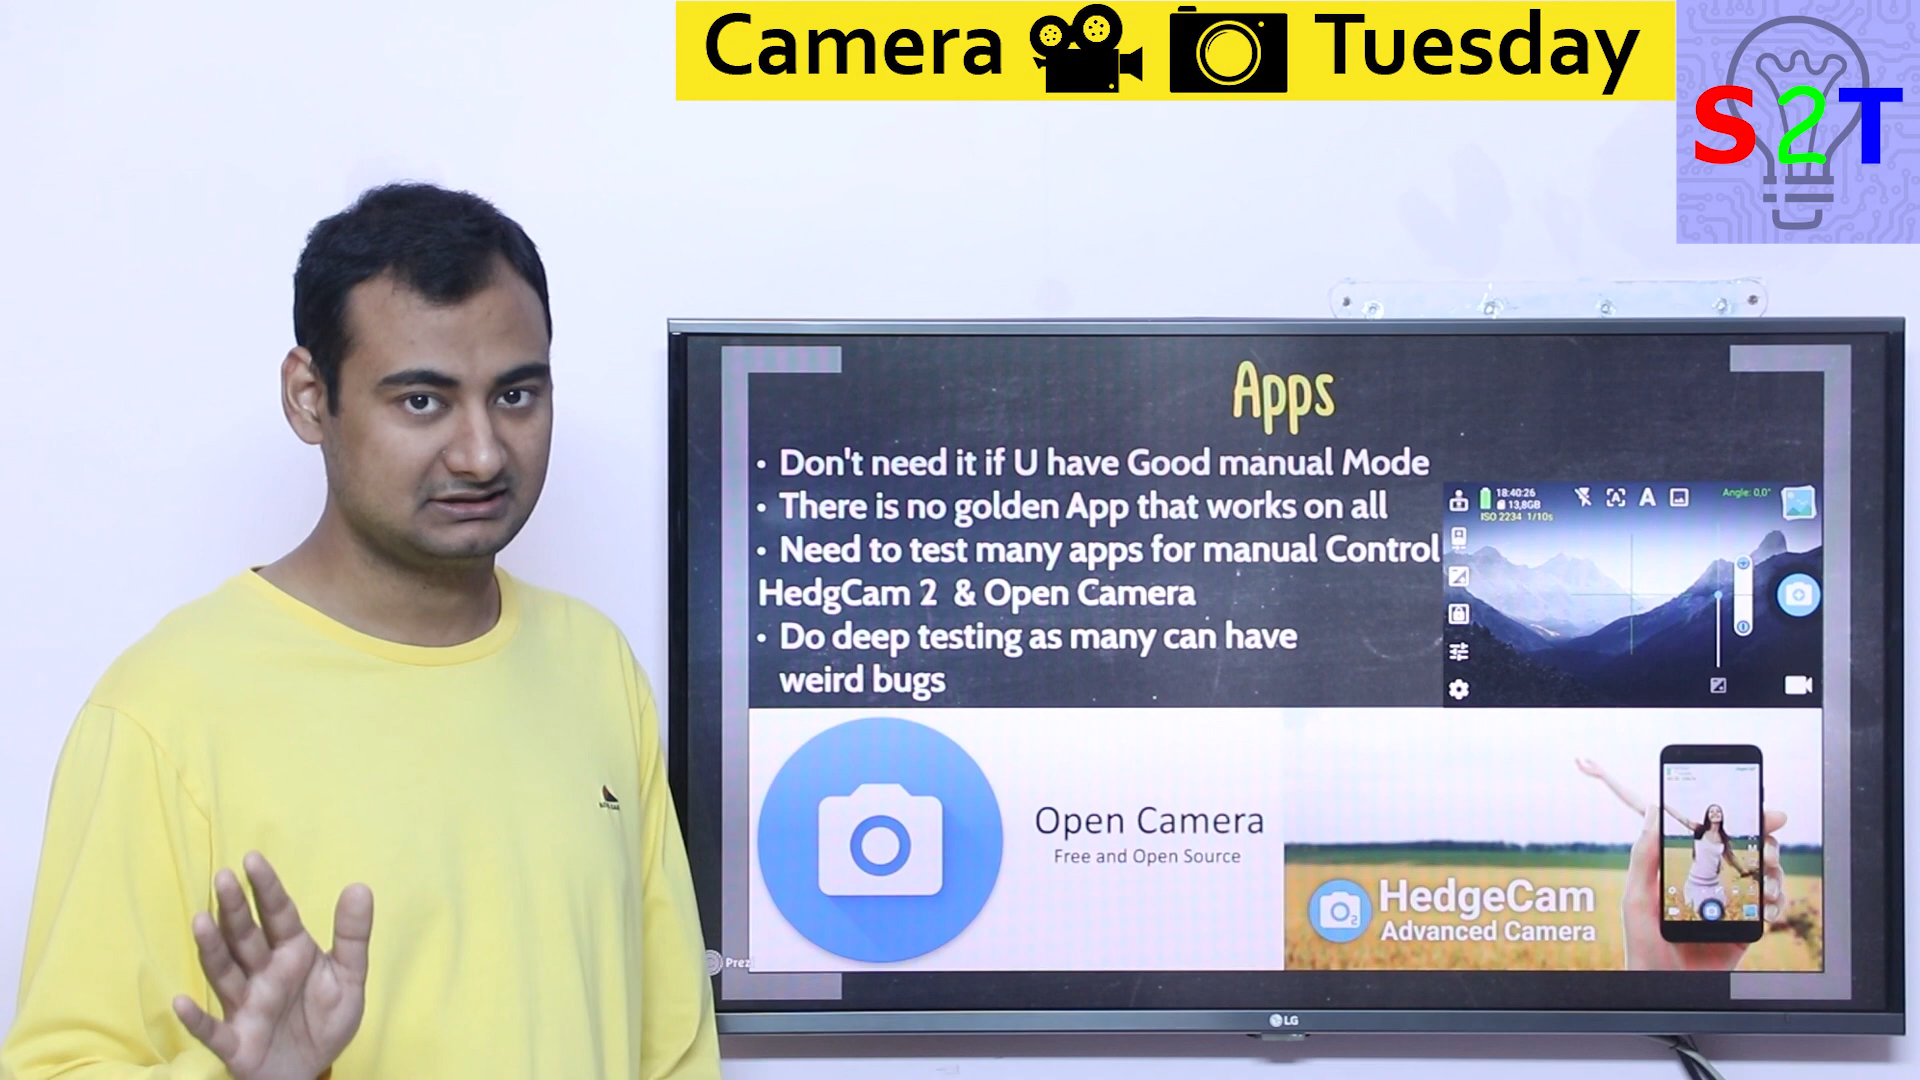 Camera Tuesday
S2T
Apps
• Don't need it if U have Good manual Mode
• There is no golden App that works on all
• Need to test many apps for manual Control
HedgCam 2 & Open Camera
• Do deep testing as many can have
weird bugs
18:40:26
13,8GB
ISO 2234 1/10s
A
Angle: 0,0°
Open Camera
Free and Open Source
HedgeCam
Advanced Camera
2
Prez
LG